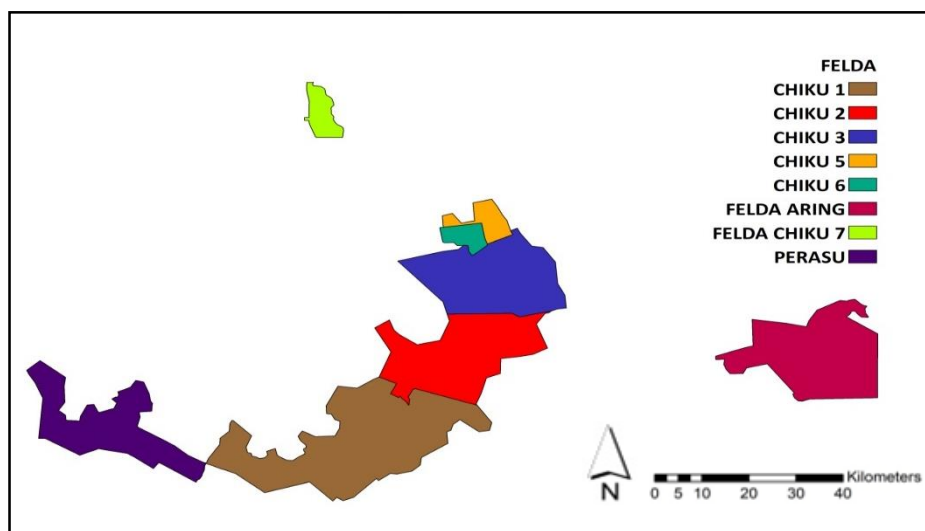 FELDA
CHIKU 1
CHIKU 2
CHIKU 3
CHIKU 5
CHIKU 6
FELDA ARING
FELDA CHIKU 7
PERASU
N
Kilometers
0 5 10 20 30 40